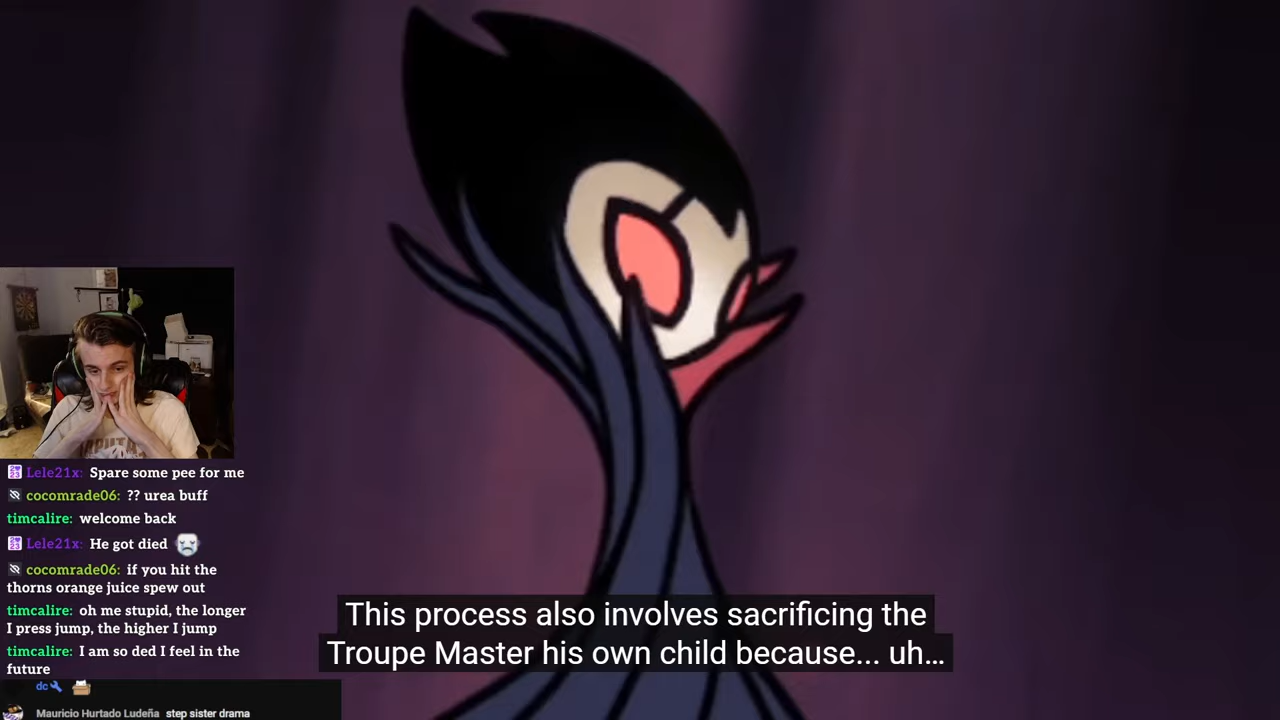 Lele21x: Spare some pee for me
cocomrade06: ?? urea buff
timcalire: welcome back
Lele21x: He got died
cocomrade06: if you hit the
thorns orange juice spew out
timcalire: oh me stupid, the longer
I press jump, the higher I jump
timcalire: I am so ded I feel in the
future
dc
Mauricio Hurtado Ludeña step sister drama
This process also involves sacrificing the
Troupe Master his own child because... uh...